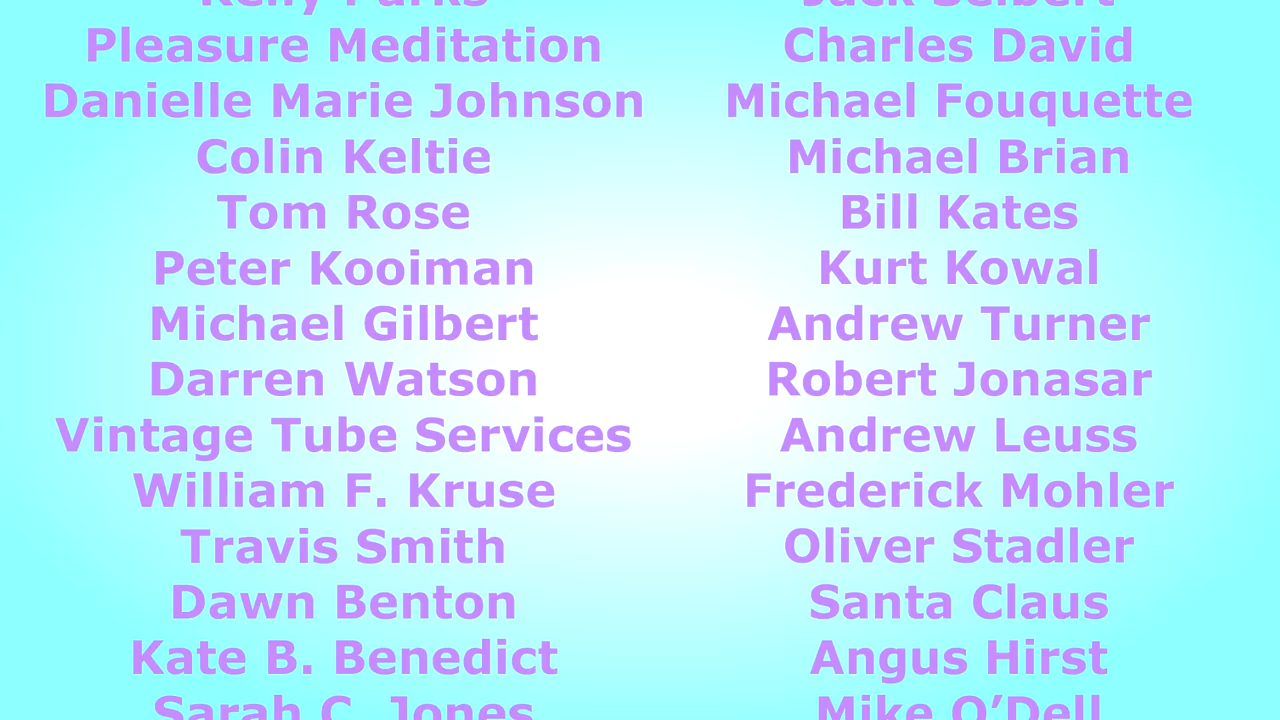 Kelly Parks
Pleasure Meditation
Danielle Marie Johnson
Colin Keltie
Tom Rose
Peter Kooiman
Michael Gilbert
Darren Watson
Vintage Tube Services
William F. Kruse
Travis Smith
Dawn Benton
Kate B. Benedict
Sarah C. Jones
Jack Seibert
Charles David
Michael Fouquette
Michael Brian
Bill Kates
Kurt Kowal
Andrew Turner
Robert Jonasar
Andrew Leuss
Frederick Mohler
Oliver Stadler
Santa Claus
Angus Hirst
Mike O’Dell